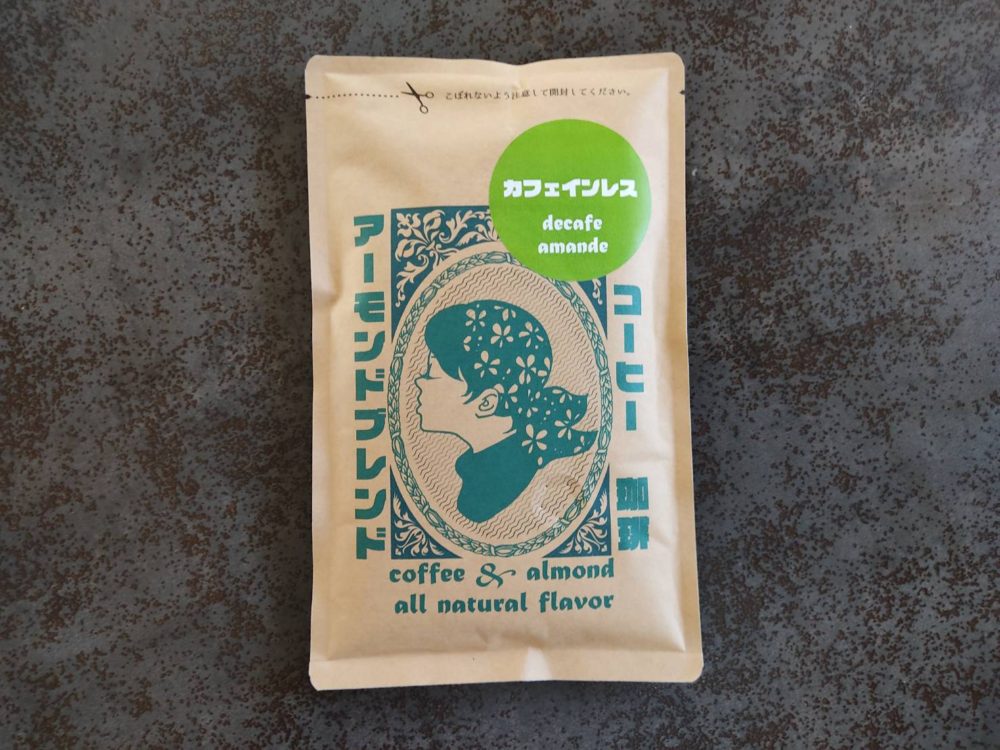 こぼれないよう注意して開封してください。
カフェインレス
decafe
amande
コーヒー 珈琲
アーモンドブレンド
coffee & almond
all natural flavor